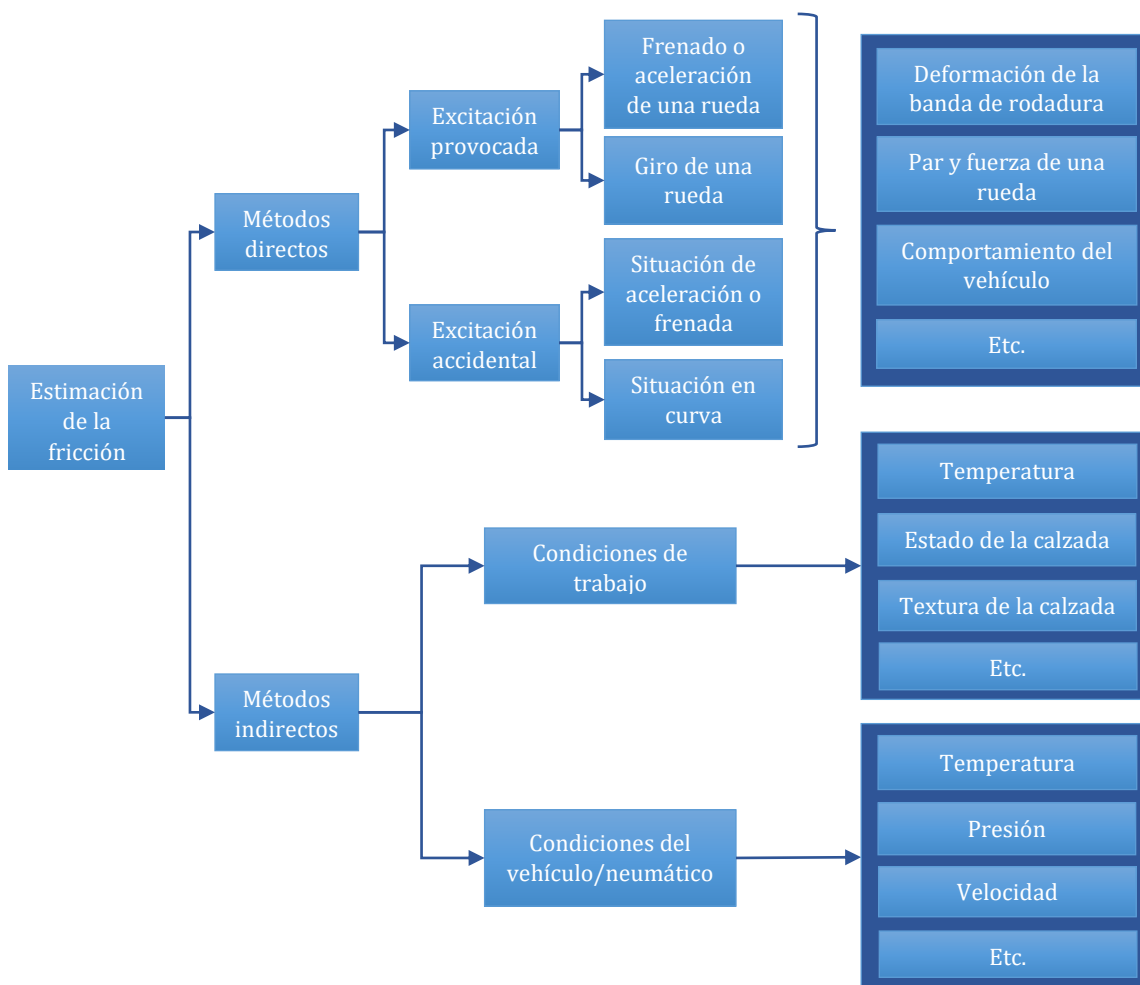 Estimación
de la
fricción
Métodos
directos
Excitación
provocada
Frenado o
aceleración
de una rueda
Giro de una
rueda
Excitación
accidental
Situación de
aceleración o
frenada
Situación en
curva
Deformación de la
banda de rodadura
Par y fuerza de una
rueda
Comportamiento del
vehículo
Etc.
Métodos
indirectos
Condiciones de
trabajo
Temperatura
Estado de la calzada
Textura de la calzada
Etc.
Condiciones del
vehículo/neumático
Temperatura
Presión
Velocidad
Etc.